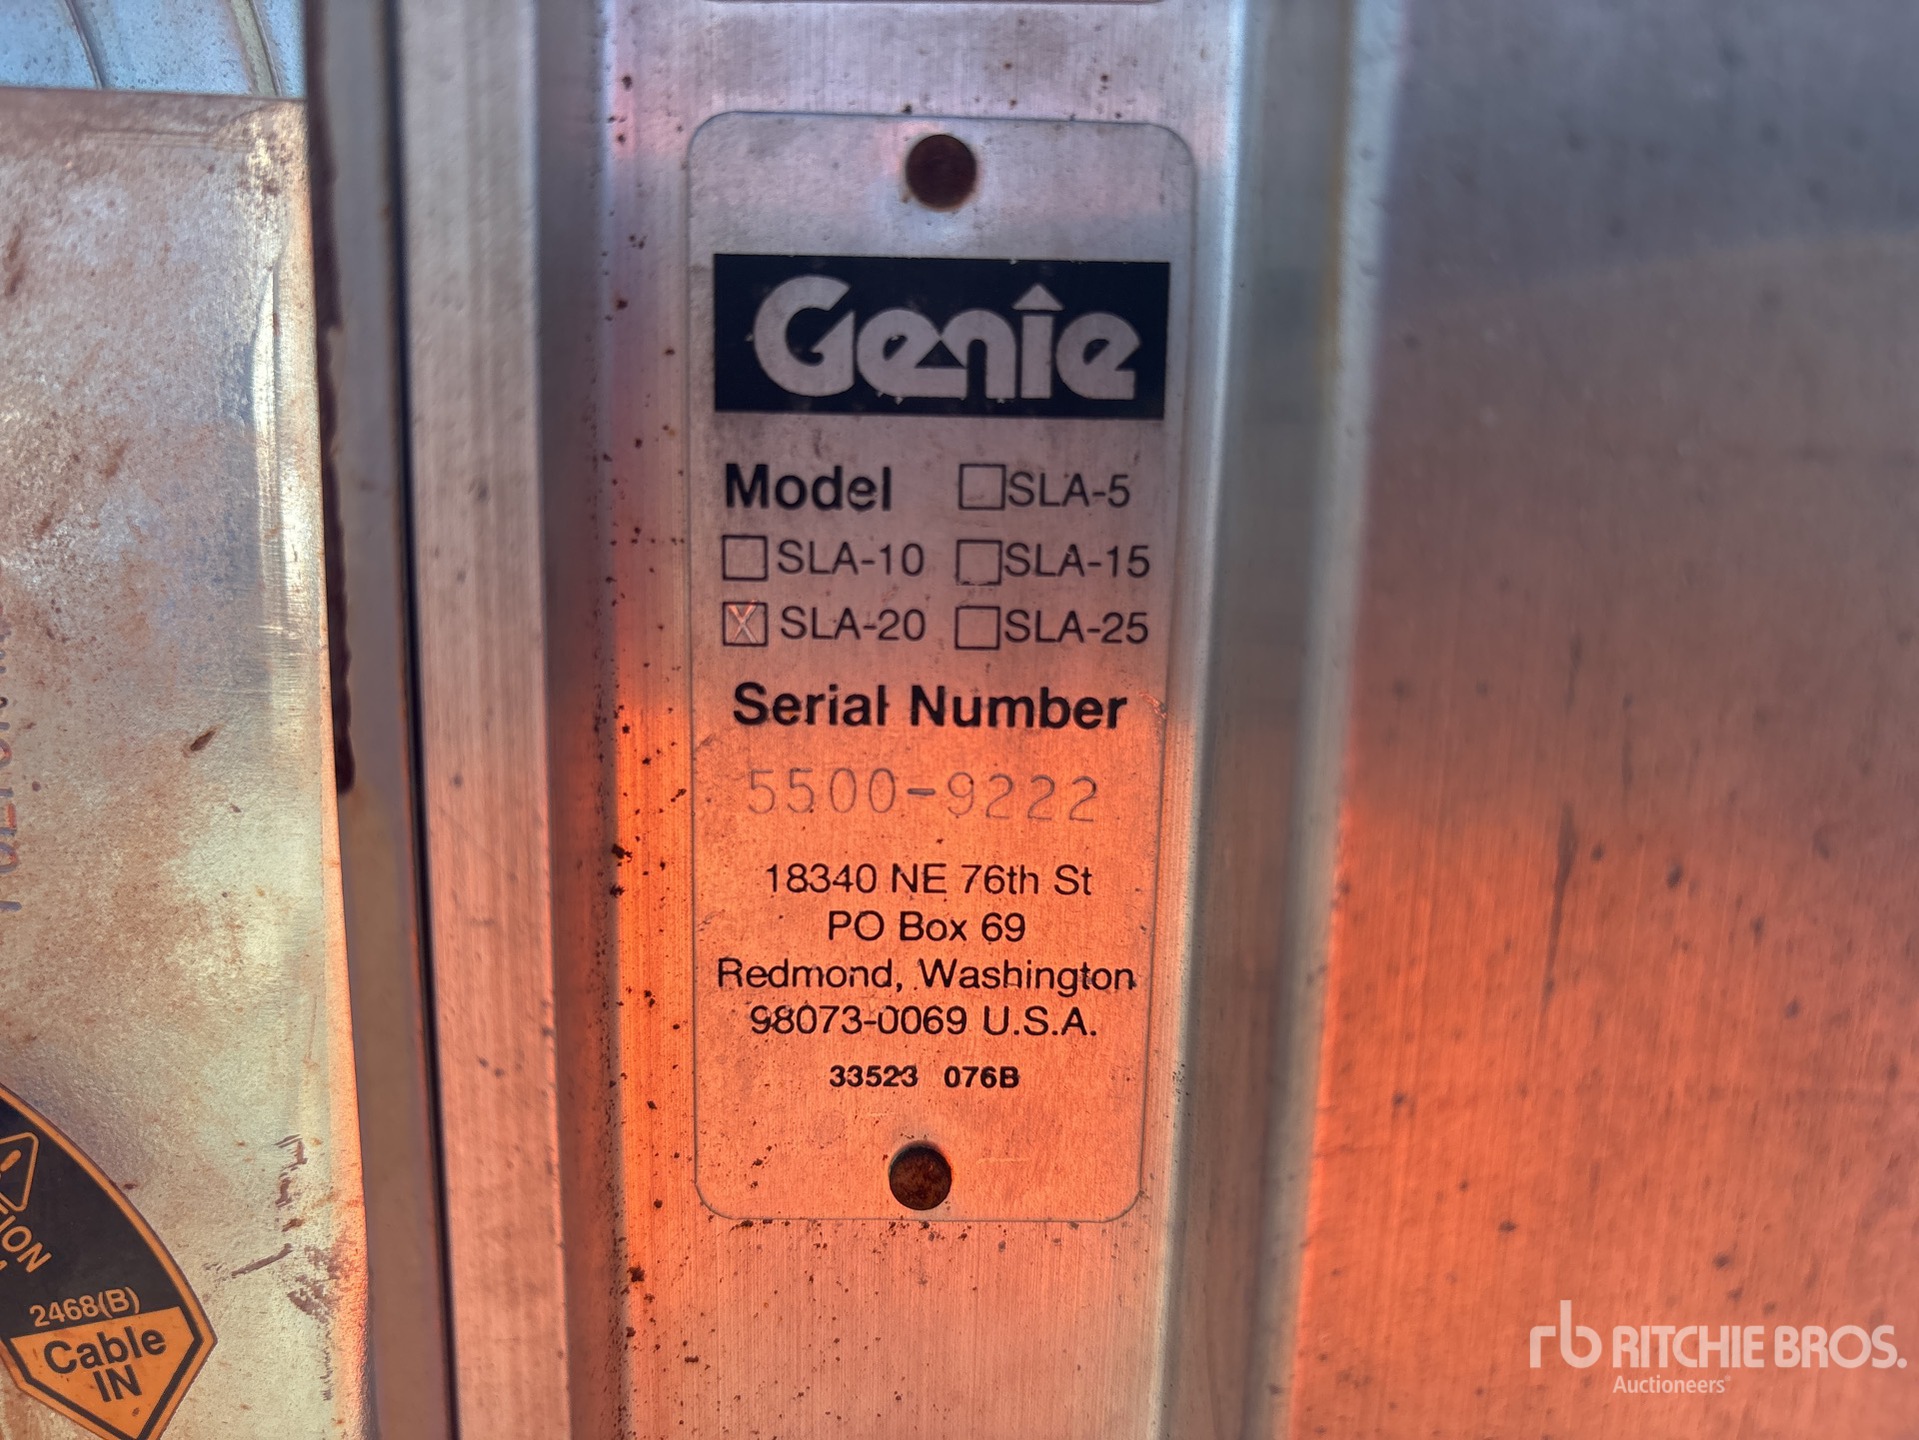 Genie
Model ☐SLA-5
☐SLA-10 ☐SLA-15
☒SLA-20 ☐SLA-25
Serial Number
5500-9222
18340 NE 76th St
PO Box 69
Redmond, Washington
98073-0069 U.S.A.
33523 076B
2468(B)
Cable
IN
rb RITCHIE BROS.
Auctioneers